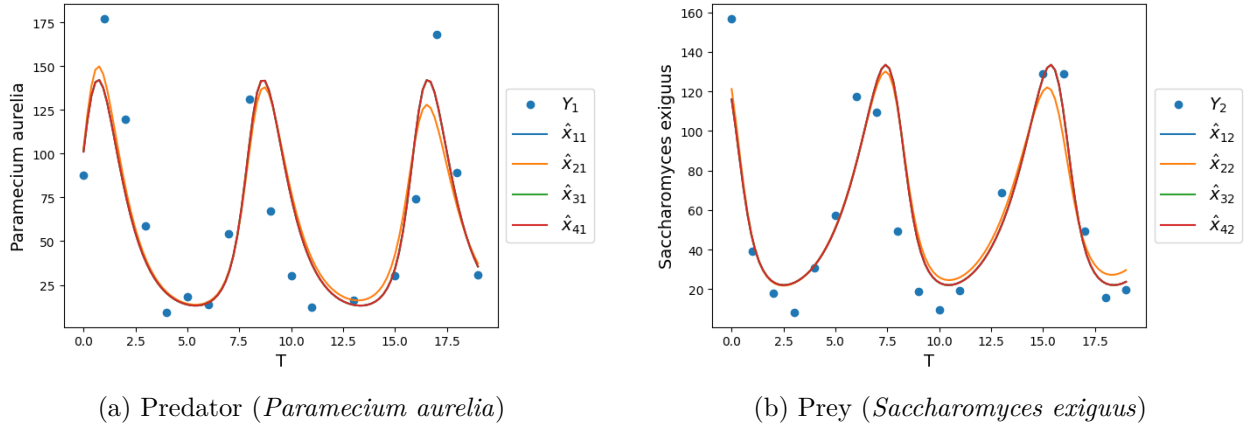 175
150
125
100
75
50
25
Paramecium aurelia
0.0 2.5 5.0 7.5 10.0 12.5 15.0 17.5
T
Y₁
x̂₁₁
x̂₂₁
x̂₃₁
x̂₄₁
(a) Predator (Paramecium aurelia)
160
140
120
100
80
60
40
20
Saccharomyces exiguus
0.0 2.5 5.0 7.5 10.0 12.5 15.0 17.5
T
Y₂
x̂₁₂
x̂₂₂
x̂₃₂
x̂₄₂
(b) Prey (Saccharomyces exiguus)